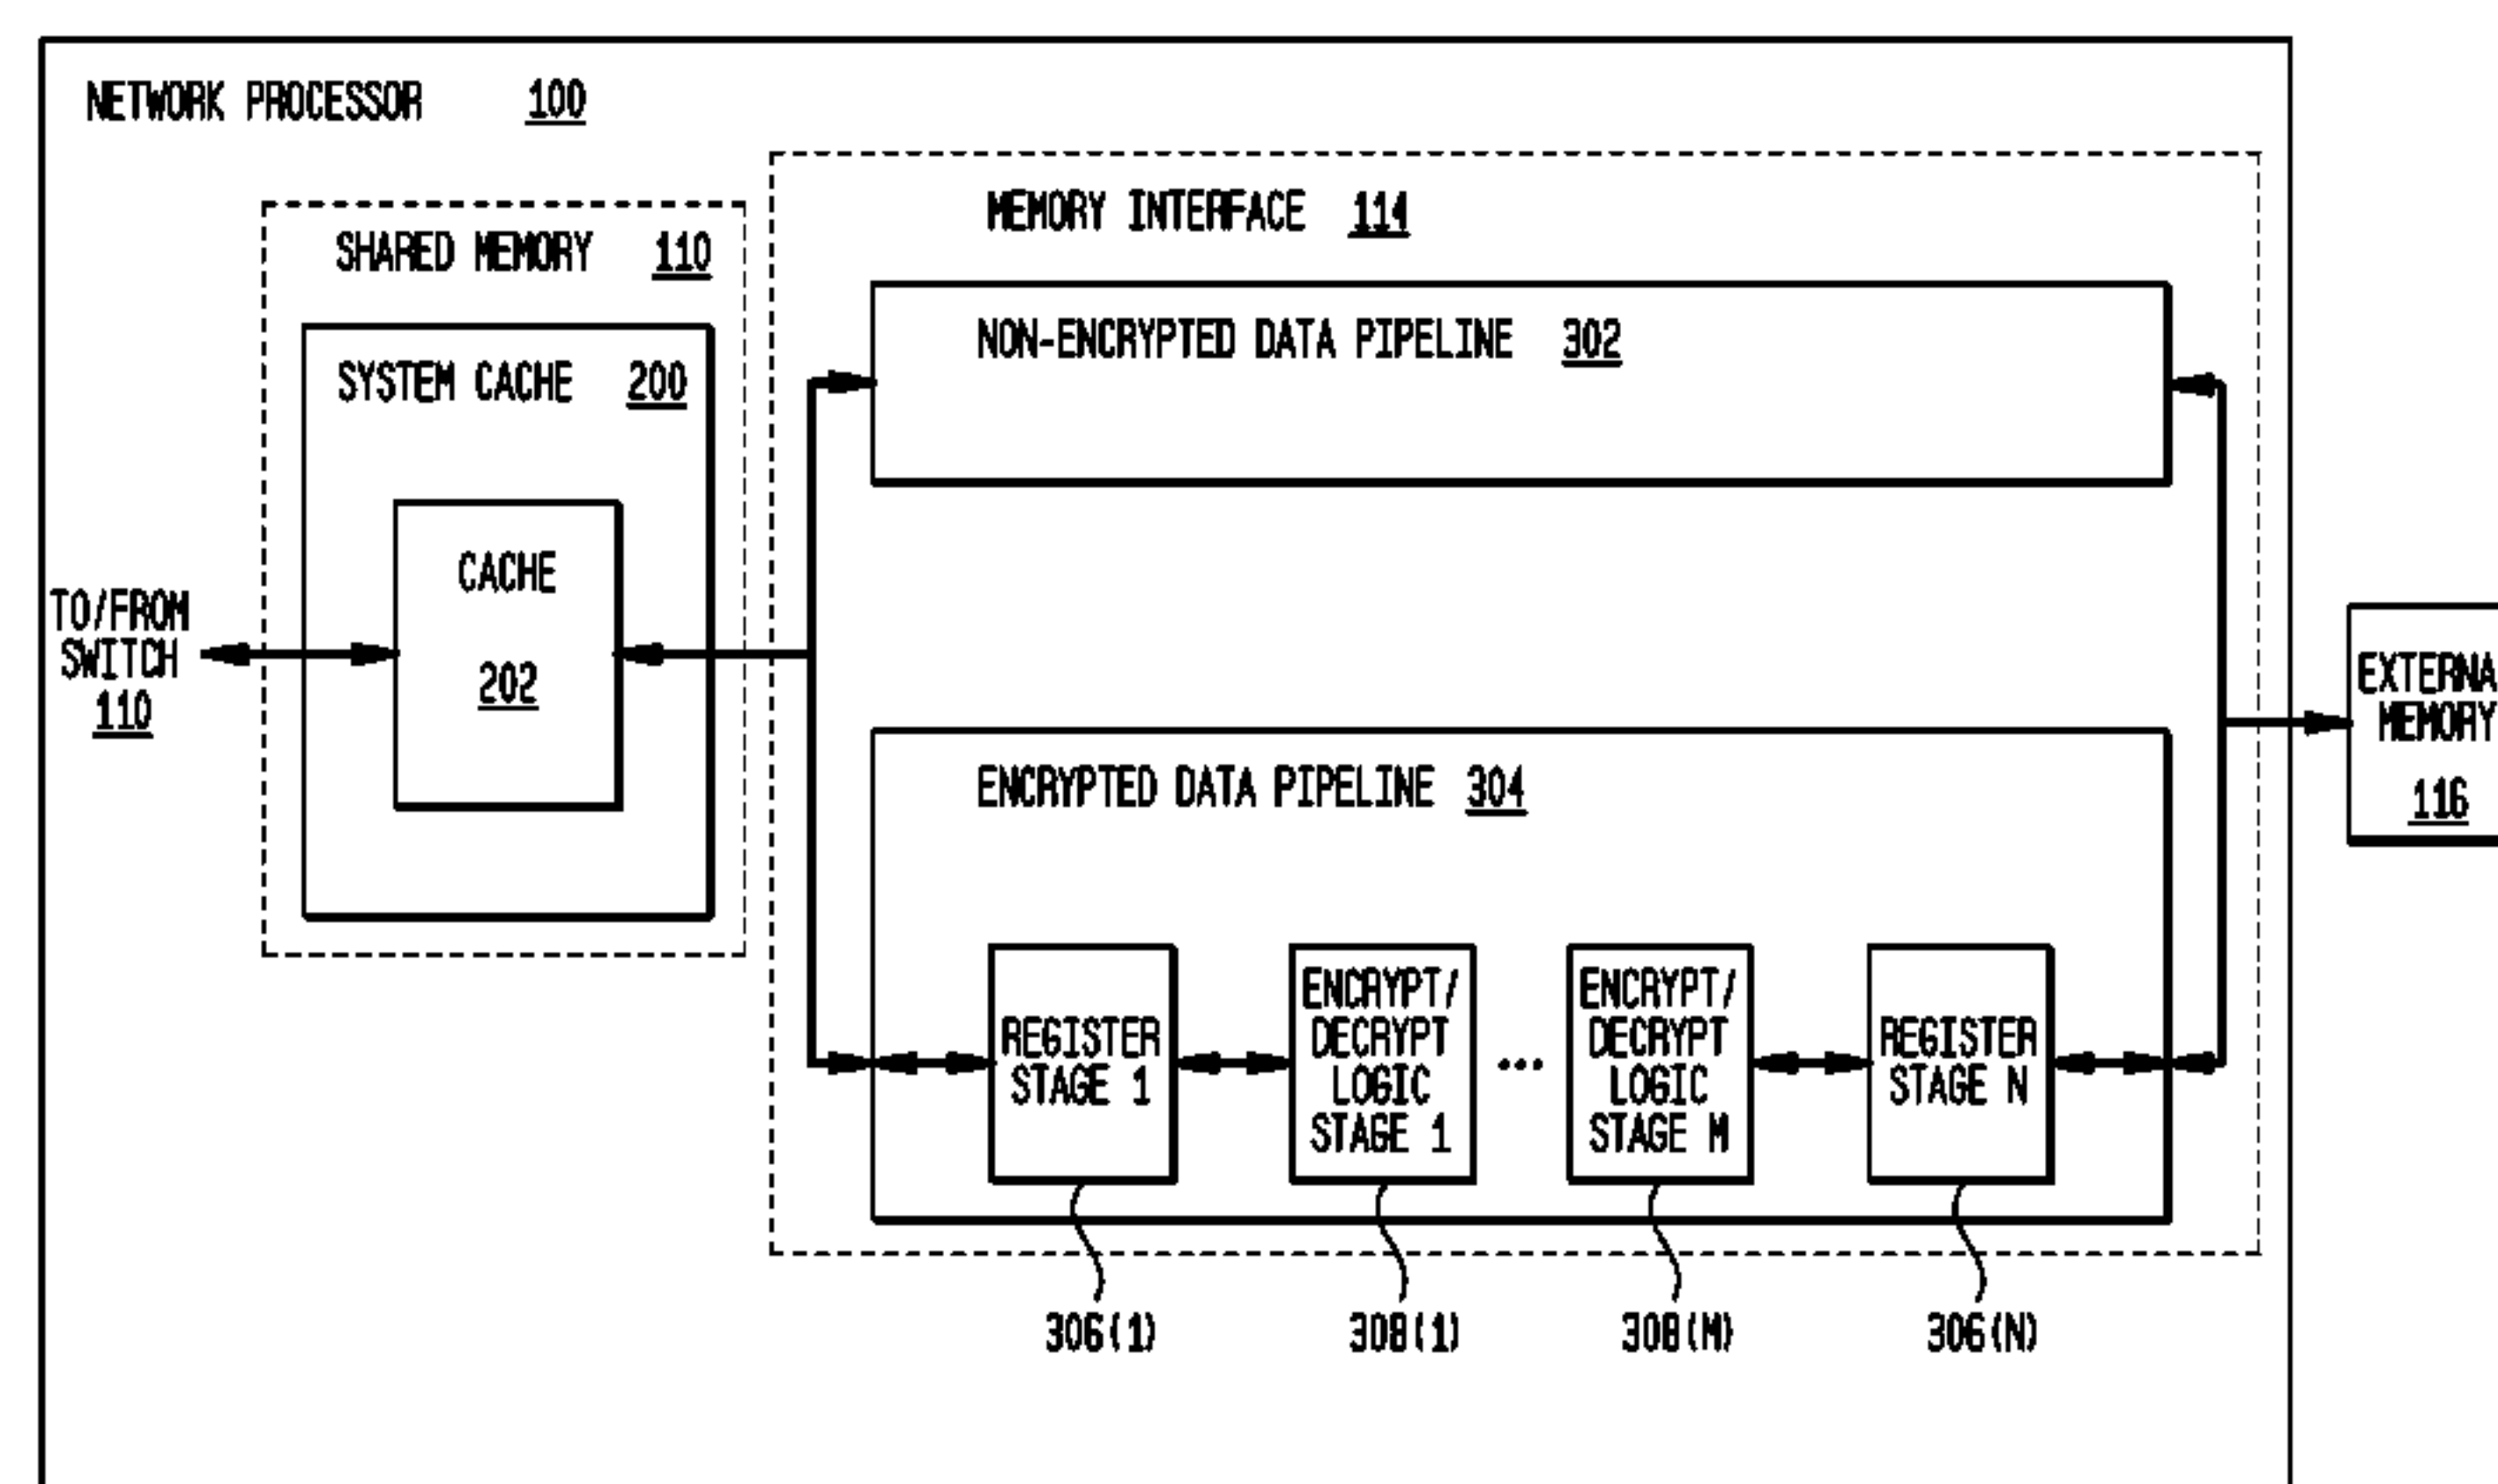 NETWORK PROCESSOR 100
MEMORY INTERFACE 114
SHARED MEMORY 110
SYSTEM CACHE 200
CACHE
202
TO/FROM
SWITCH
110
NON-ENCRYPTED DATA PIPELINE 302
ENCRYPTED DATA PIPELINE 304
REGISTER
STAGE 1
ENCRYPT/
DECRYPT
LOGIC
STAGE 1
...
ENCRYPT/
DECRYPT
LOGIC
STAGE M
REGISTER
STAGE N
306(1)
308(1)
308(M)
306(N)
EXTERNA
MEMORY
116